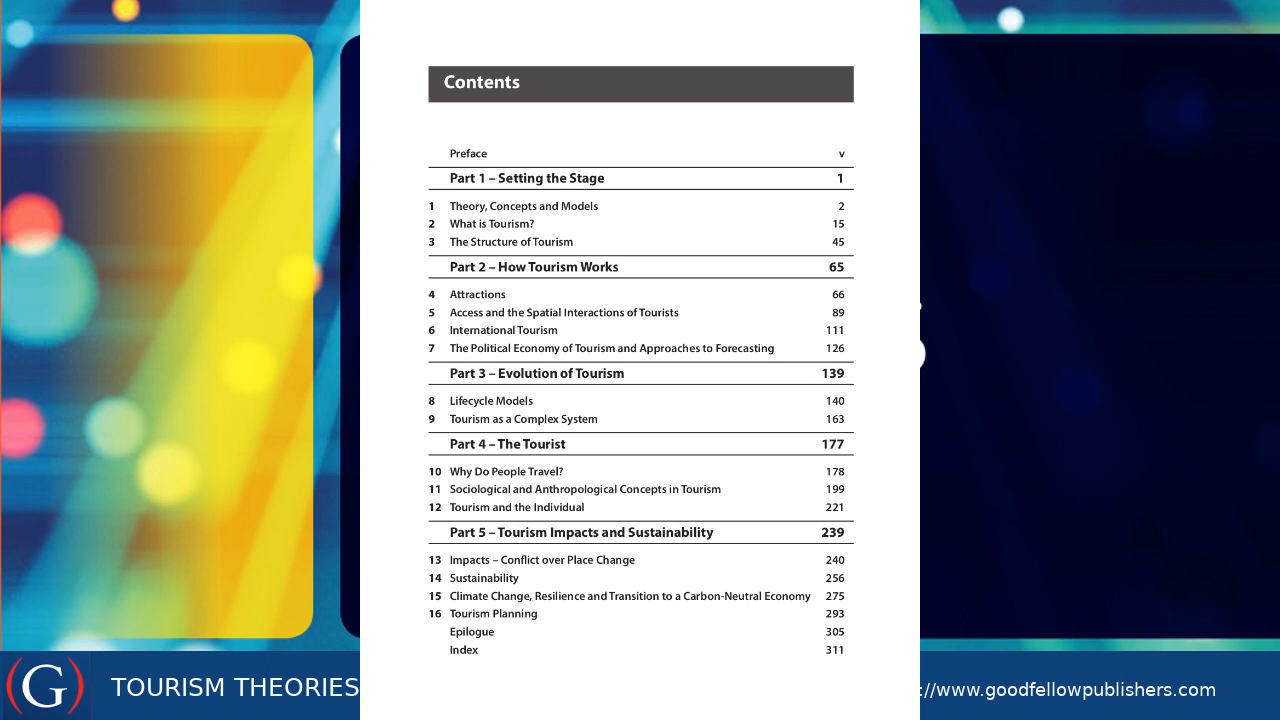 Contents
Preface v
Part 1 – Setting the Stage 1
1 Theory, Concepts and Models 2
2 What is Tourism? 15
3 The Structure of Tourism 45
Part 2 – How Tourism Works 65
4 Attractions 66
5 Access and the Spatial Interactions of Tourists 89
6 International Tourism 111
7 The Political Economy of Tourism and Approaches to Forecasting 126
Part 3 – Evolution of Tourism 139
8 Lifecycle Models 140
9 Tourism as a Complex System 163
Part 4 – The Tourist 177
10 Why Do People Travel? 178
11 Sociological and Anthropological Concepts in Tourism 199
12 Tourism and the Individual 221
Part 5 – Tourism Impacts and Sustainability 239
13 Impacts – Conflict over Place Change 240
14 Sustainability 256
15 Climate Change, Resilience and Transition to a Carbon-Neutral Economy 275
16 Tourism Planning 293
Epilogue 305
Index 311
(G) TOURISM THEORIES ://www.goodfellowpublishers.com